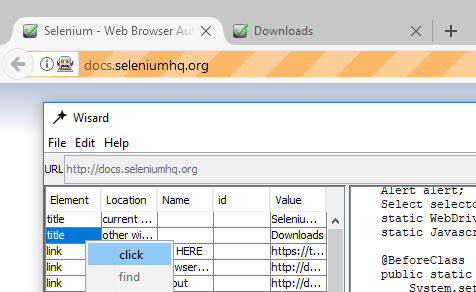 Selenium - Web Browser Au
Downloads
docs.seleniumhq.org
Wisard
File Edit Help
URL http://docs.seleniumhq.org
Element Location Name id Value
title current ... Seleniu...
title other wi... Downloads
link HERE https://t...
link wser... http://d...
link out http://d...
click
find
Alert alert;
Select selecto
static WebDriv
static Javascr
@BeforeClass
public static
System.set